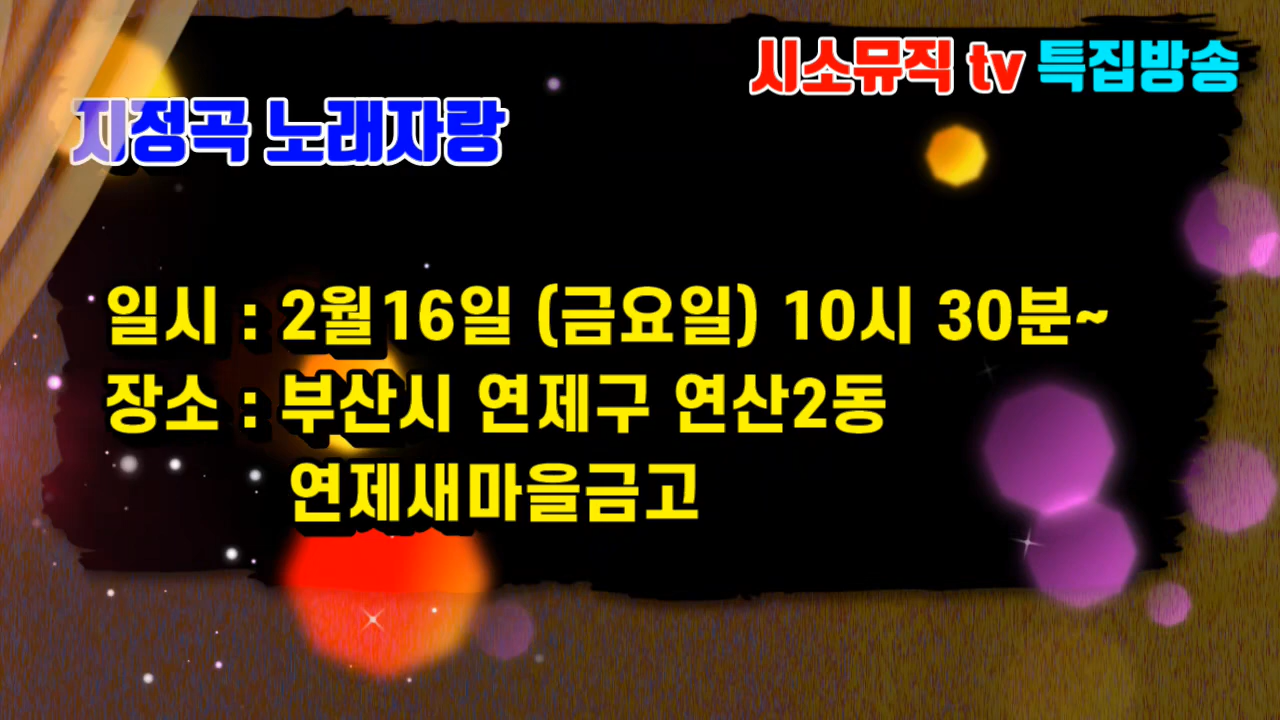 시소뮤직 tv 특집방송
지정곡 노래자랑
일시 : 2월16일 (금요일) 10시 30분~
장소 : 부산시 연제구 연산2동
연제새마을금고